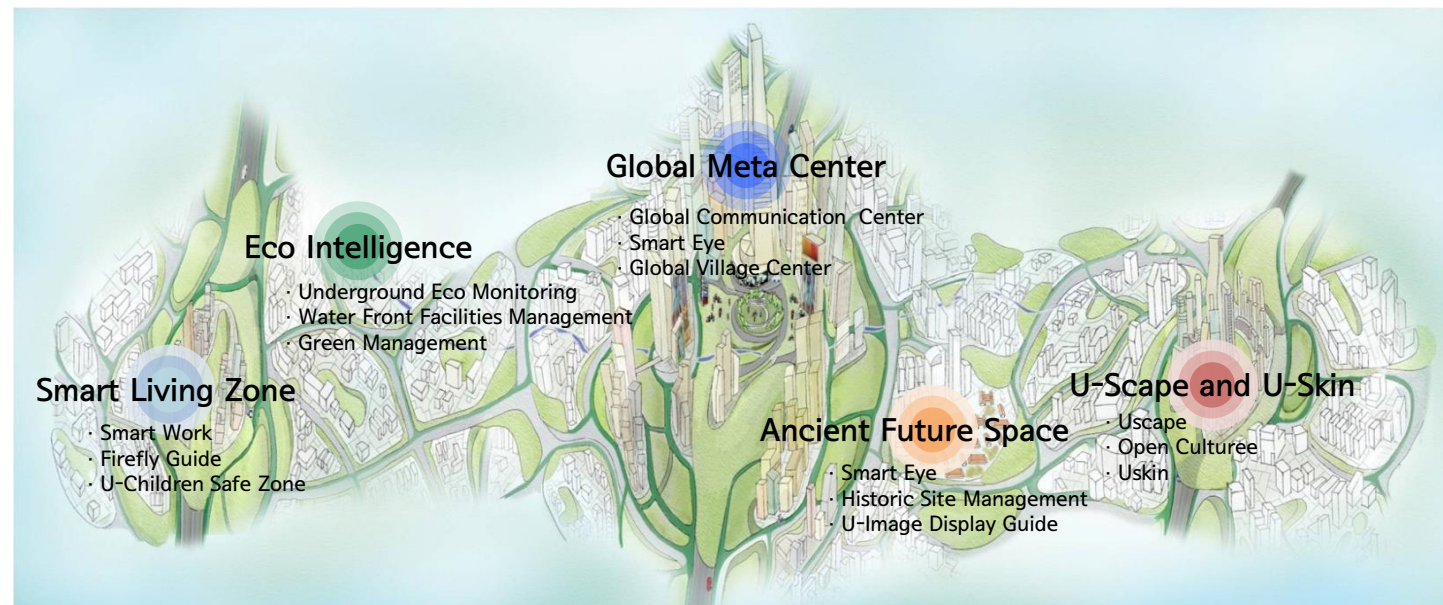 Global Meta Center
· Global Communication Center
· Smart Eye
· Global Village Center
Eco Intelligence
· Underground Eco Monitoring
· Water Front Facilities Management
· Green Management
Smart Living Zone
· Smart Work
· Firefly Guide
· U-Children Safe Zone
Ancient Future Space
· Smart Eye
· Historic Site Management
· U-Image Display Guide
U-Scape and U-Skin
· Uscape
· Open Culturee
· Uskin